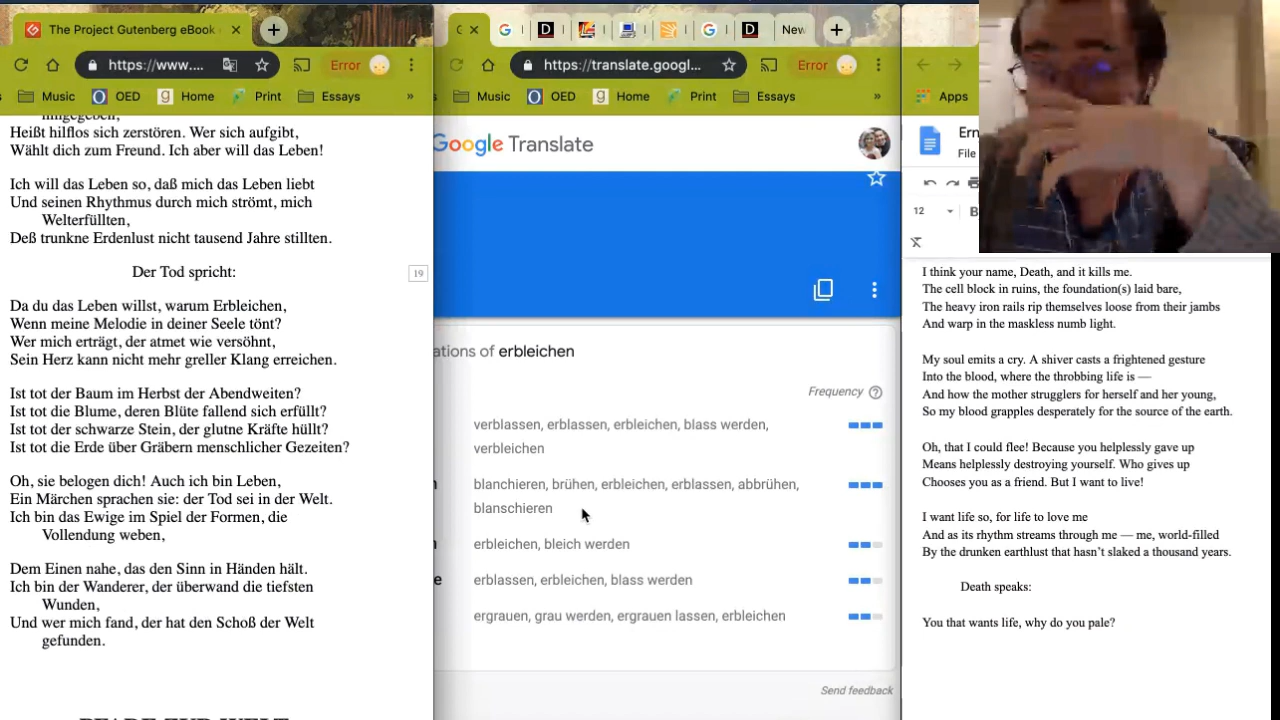 The Project Gutenberg eBook
https://www....
Error
Music
OED
Home
Print
Essays
»
hingegeben,
Heißt hilflos sich zerstören. Wer sich aufgibt,
Wählt dich zum Freund. Ich aber will das Leben!
Ich will das Leben so, daß mich das Leben liebt
Und seinen Rhythmus durch mich strömt, mich
Welterfüllten,
Deß trunkne Erdenlust nicht tausend Jahre stillten.
Der Tod spricht:
19
Da du das Leben willst, warum Erbleichen,
Wenn meine Melodie in deiner Seele tönt?
Wer mich erträgt, der atmet wie versöhnt,
Sein Herz kann nicht mehr greller Klang erreichen.
Ist tot der Baum im Herbst der Abendweiten?
Ist tot die Blume, deren Blüte fallend sich erfüllt?
Ist tot der schwarze Stein, der glutne Kräfte hüllt?
Ist tot die Erde über Gräbern menschlicher Gezeiten?
Oh, sie belogen dich! Auch ich bin Leben,
Ein Märchen sprachen sie: der Tod sei in der Welt.
Ich bin das Ewige im Spiel der Formen, die
Vollendung weben,
Dem Einen nahe, das den Sinn in Händen hält.
Ich bin der Wanderer, der überwand die tiefsten
Wunden,
Und wer mich fand, der hat den Schoß der Welt
gefunden.
New
https://translate.googl...
Error
Music
OED
Home
Print
Essays
»
Google Translate
ations of erbleichen
Frequency
verblassen, erblassen, erbleichen, blass werden,
verbleichen
blanchieren, brühen, erbleichen, erblassen, abbrühen,
blanschieren
erbleichen, bleich werden
erblassen, erbleichen, blass werden
ergrauen, grau werden, ergrauen lassen, erbleichen
Send feedback
Apps
Ern
File
12
B
I think your name, Death, and it kills me.
The cell block in ruins, the foundation(s) laid bare,
The heavy iron rails rip themselves loose from their jambs
And warp in the maskless numb light.
My soul emits a cry. A shiver casts a frightened gesture
Into the blood, where the throbbing life is —
And how the mother strugglers for herself and her young,
So my blood grapples desperately for the source of the earth.
Oh, that I could flee! Because you helplessly gave up
Means helplessly destroying yourself. Who gives up
Chooses you as a friend. But I want to live!
I want life so, for life to love me
And as its rhythm streams through me — me, world-filled
By the drunken earthlust that hasn't slaked a thousand years.
Death speaks:
You that wants life, why do you pale?